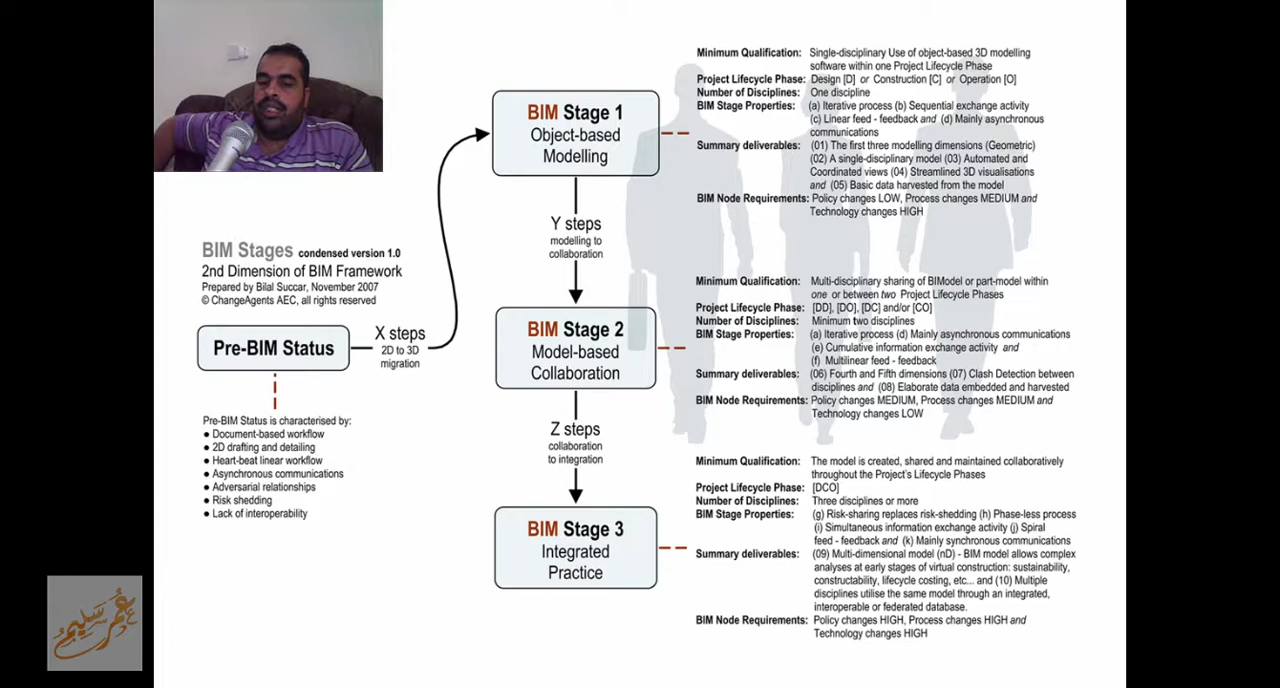 BIM Stages condensed version 1.0
2nd Dimension of BIM Framework
Prepared by Bilal Succar, November 2007
© ChangeAgents AEC, all rights reserved
Pre-BIM Status
X steps
2D to 3D
migration
Pre-BIM Status is characterised by:
● Document-based workflow
● 2D drafting and detailing
● Heart-beat linear workflow
● Asynchronous communications
● Adversarial relationships
● Risk shedding
● Lack of interoperability
BIM Stage 1
Object-based
Modelling
Y steps
modelling to
collaboration
BIM Stage 2
Model-based
Collaboration
Z steps
collaboration
to integration
BIM Stage 3
Integrated
Practice
Minimum Qualification: Single-disciplinary Use of object-based 3D modelling
software within one Project Lifecycle Phase
Project Lifecycle Phase: Design [D] or Construction [C] or Operation [O]
Number of Disciplines: One discipline
BIM Stage Properties: (a) Iterative process (b) Sequential exchange activity
(c) Linear feed - feedback and (d) Mainly asynchronous
communications
Summary deliverables: (01) The first three modelling dimensions (Geometric)
(02) A single-disciplinary model (03) Automated and
Coordinated views (04) Streamlined 3D visualisations
and (05) Basic data harvested from the model
BIM Node Requirements: Policy changes LOW, Process changes MEDIUM and
Technology changes HIGH
Minimum Qualification: Multi-disciplinary sharing of BIModel or part-model within
one or between two Project Lifecycle Phases
Project Lifecycle Phase: [DD], [DO], [DC] and/or [CO]
Number of Disciplines: Minimum two disciplines
BIM Stage Properties: (a) Iterative process (d) Mainly asynchronous communications
(e) Cumulative information exchange activity and
(f) Multilinear feed - feedback
Summary deliverables: (06) Fourth and Fifth dimensions (07) Clash Detection between
disciplines and (08) Elaborate data embedded and harvested
BIM Node Requirements: Policy changes MEDIUM, Process changes MEDIUM and
Technology changes LOW
Minimum Qualification: The model is created, shared and maintained collaboratively
throughout the Project's Lifecycle Phases
Project Lifecycle Phase: [DCO]
Number of Disciplines: Three disciplines or more
BIM Stage Properties: (g) Risk-sharing replaces risk-shedding (h) Phase-less process
(i) Simultaneous information exchange activity (j) Spiral
feed - feedback and (k) Mainly synchronous communications
Summary deliverables: (09) Multi-dimensional model (nD) - BIM model allows complex
analyses at early stages of virtual construction: sustainability,
constructability, lifecycle costing, etc... and (10) Multiple
disciplines utilise the same model through an integrated,
interoperable or federated database.
BIM Node Requirements: Policy changes HIGH, Process changes HIGH and
Technology changes HIGH
عمر سليم